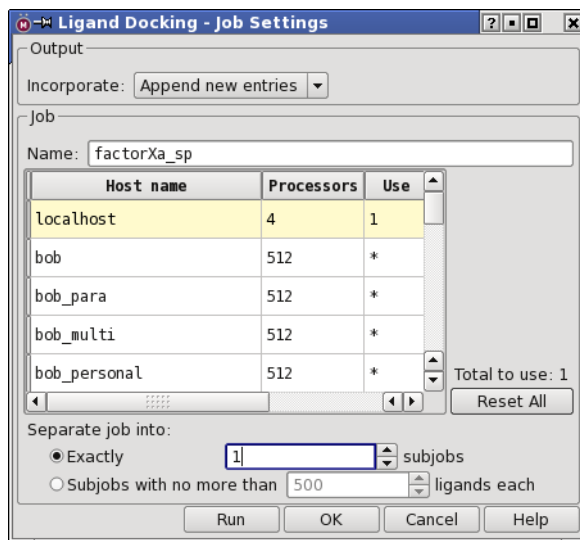 Ligand Docking - Job Settings
Output
Incorporate: Append new entries
Job
Name: factorXa_sp
Host name Processors Use
localhost 4 1
bob 512 *
bob_para 512 *
bob_multi 512 *
bob_personal 512 *
Total to use: 1
Reset All
Separate job into:
Exactly 1 subjobs
Subjobs with no more than 500 ligands each
Run OK Cancel Help